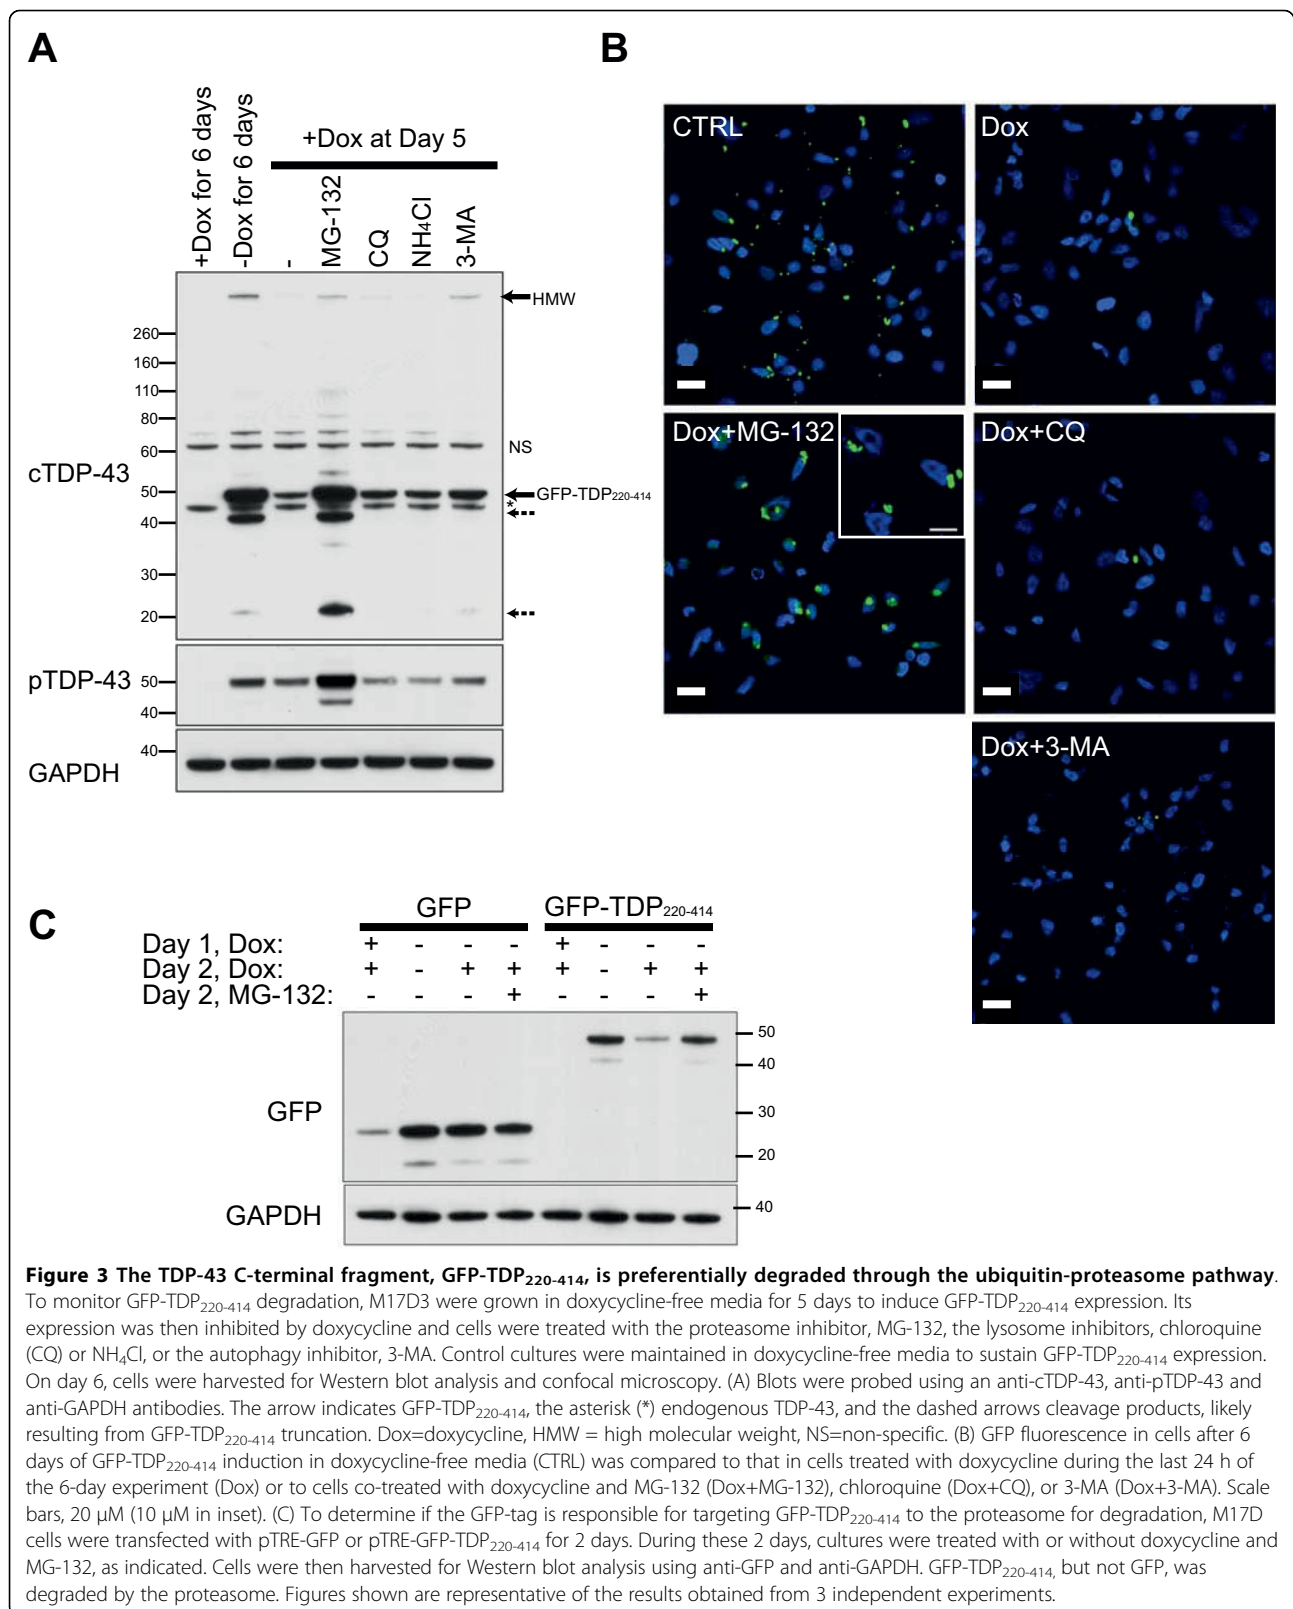 A
B
+Dox for 6 days
-Dox for 6 days
+Dox at Day 5
-
MG-132
CQ
NH₄Cl
3-MA
HMW
260
160
110
80
60
50
40
30
20
cTDP-43
NS
GFP-TDP₂₂₀₋₄₁₄
*
pTDP-43
50
40
GAPDH
40
CTRL
Dox
Dox+MG-132
Dox+CQ
Dox+3-MA
C
GFP GFP-TDP₂₂₀₋₄₁₄
Day 1, Dox: + - - - + - - -
Day 2, Dox: + - + + + - + +
Day 2, MG-132: - - - + - - - +
GFP
50
40
30
20
GAPDH
40
Figure 3 The TDP-43 C-terminal fragment, GFP-TDP₂₂₀₋₄₁₄, is preferentially degraded through the ubiquitin-proteasome pathway.
To monitor GFP-TDP₂₂₀₋₄₁₄ degradation, M17D3 were grown in doxycycline-free media for 5 days to induce GFP-TDP₂₂₀₋₄₁₄ expression. Its
expression was then inhibited by doxycycline and cells were treated with the proteasome inhibitor, MG-132, the lysosome inhibitors, chloroquine
(CQ) or NH₄Cl, or the autophagy inhibitor, 3-MA. Control cultures were maintained in doxycycline-free media to sustain GFP-TDP₂₂₀₋₄₁₄ expression.
On day 6, cells were harvested for Western blot analysis and confocal microscopy. (A) Blots were probed using an anti-cTDP-43, anti-pTDP-43 and
anti-GAPDH antibodies. The arrow indicates GFP-TDP₂₂₀₋₄₁₄, the asterisk (*) endogenous TDP-43, and the dashed arrows cleavage products, likely
resulting from GFP-TDP₂₂₀₋₄₁₄ truncation. Dox=doxycycline, HMW = high molecular weight, NS=non-specific. (B) GFP fluorescence in cells after 6
days of GFP-TDP₂₂₀₋₄₁₄ induction in doxycycline-free media (CTRL) was compared to that in cells treated with doxycycline during the last 24 h of
the 6-day experiment (Dox) or to cells co-treated with doxycycline and MG-132 (Dox+MG-132), chloroquine (Dox+CQ), or 3-MA (Dox+3-MA). Scale
bars, 20 μM (10 μM in inset). (C) To determine if the GFP-tag is responsible for targeting GFP-TDP₂₂₀₋₄₁₄ to the proteasome for degradation, M17D
cells were transfected with pTRE-GFP or pTRE-GFP-TDP₂₂₀₋₄₁₄ for 2 days. During these 2 days, cultures were treated with or without doxycycline and
MG-132, as indicated. Cells were then harvested for Western blot analysis using anti-GFP and anti-GAPDH. GFP-TDP₂₂₀₋₄₁₄, but not GFP, was
degraded by the proteasome. Figures shown are representative of the results obtained from 3 independent experiments.